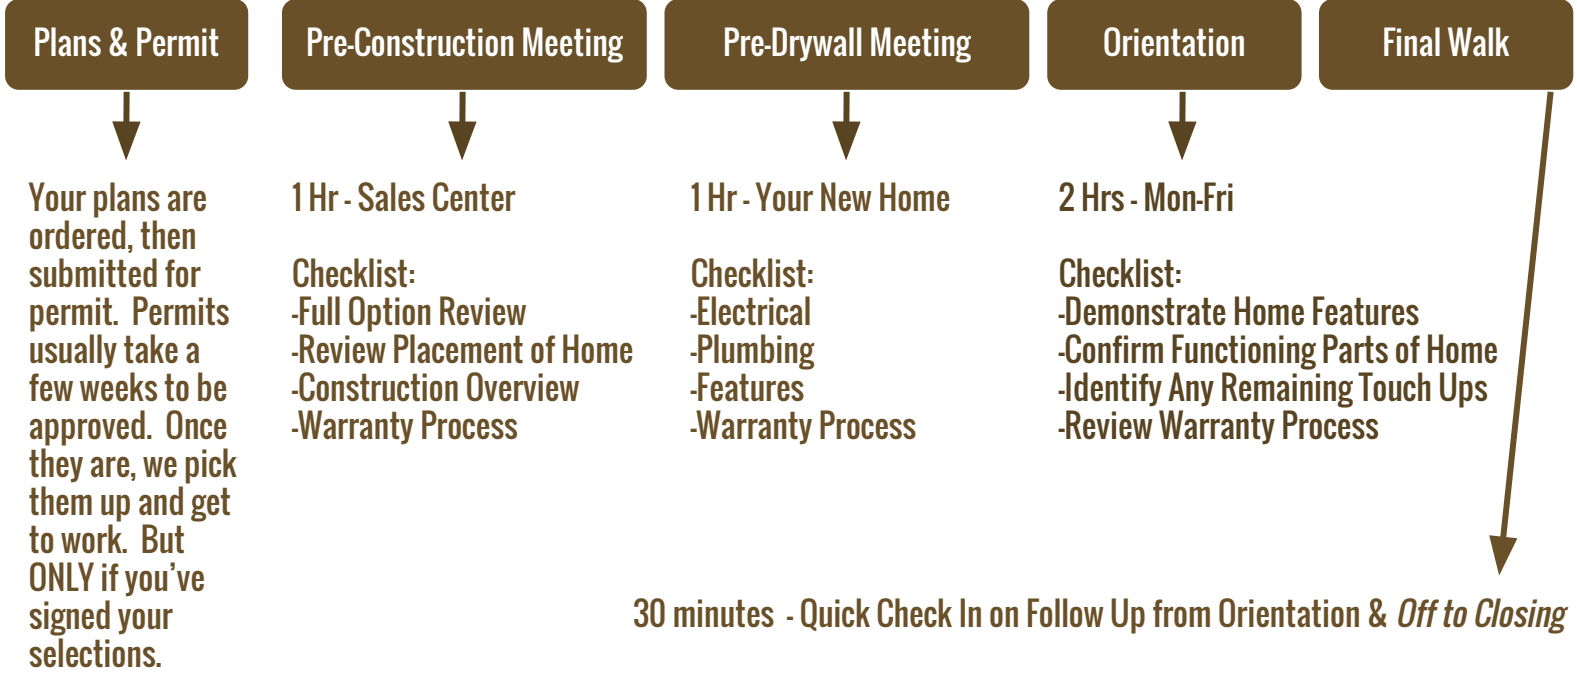 Plans & Permit
Pre-Construction Meeting
Pre-Drywall Meeting
Orientation
Final Walk
Your plans are
ordered, then
submitted for
permit.  Permits
usually take a
few weeks to be
approved.  Once
they are, we pick
them up and get
to work.  But
ONLY if you’ve
signed your
selections.
1 Hr - Sales Center
Checklist:
-Full Option Review
-Review Placement of Home
-Construction Overview
-Warranty Process
1 Hr - Your New Home
Checklist:
-Electrical
-Plumbing
-Features
-Warranty Process
2 Hrs - Mon-Fri
Checklist:
-Demonstrate Home Features
-Confirm Functioning Parts of Home
-Identify Any Remaining Touch Ups
-Review Warranty Process
30 minutes  - Quick Check In on Follow Up from Orientation & Off to Closing